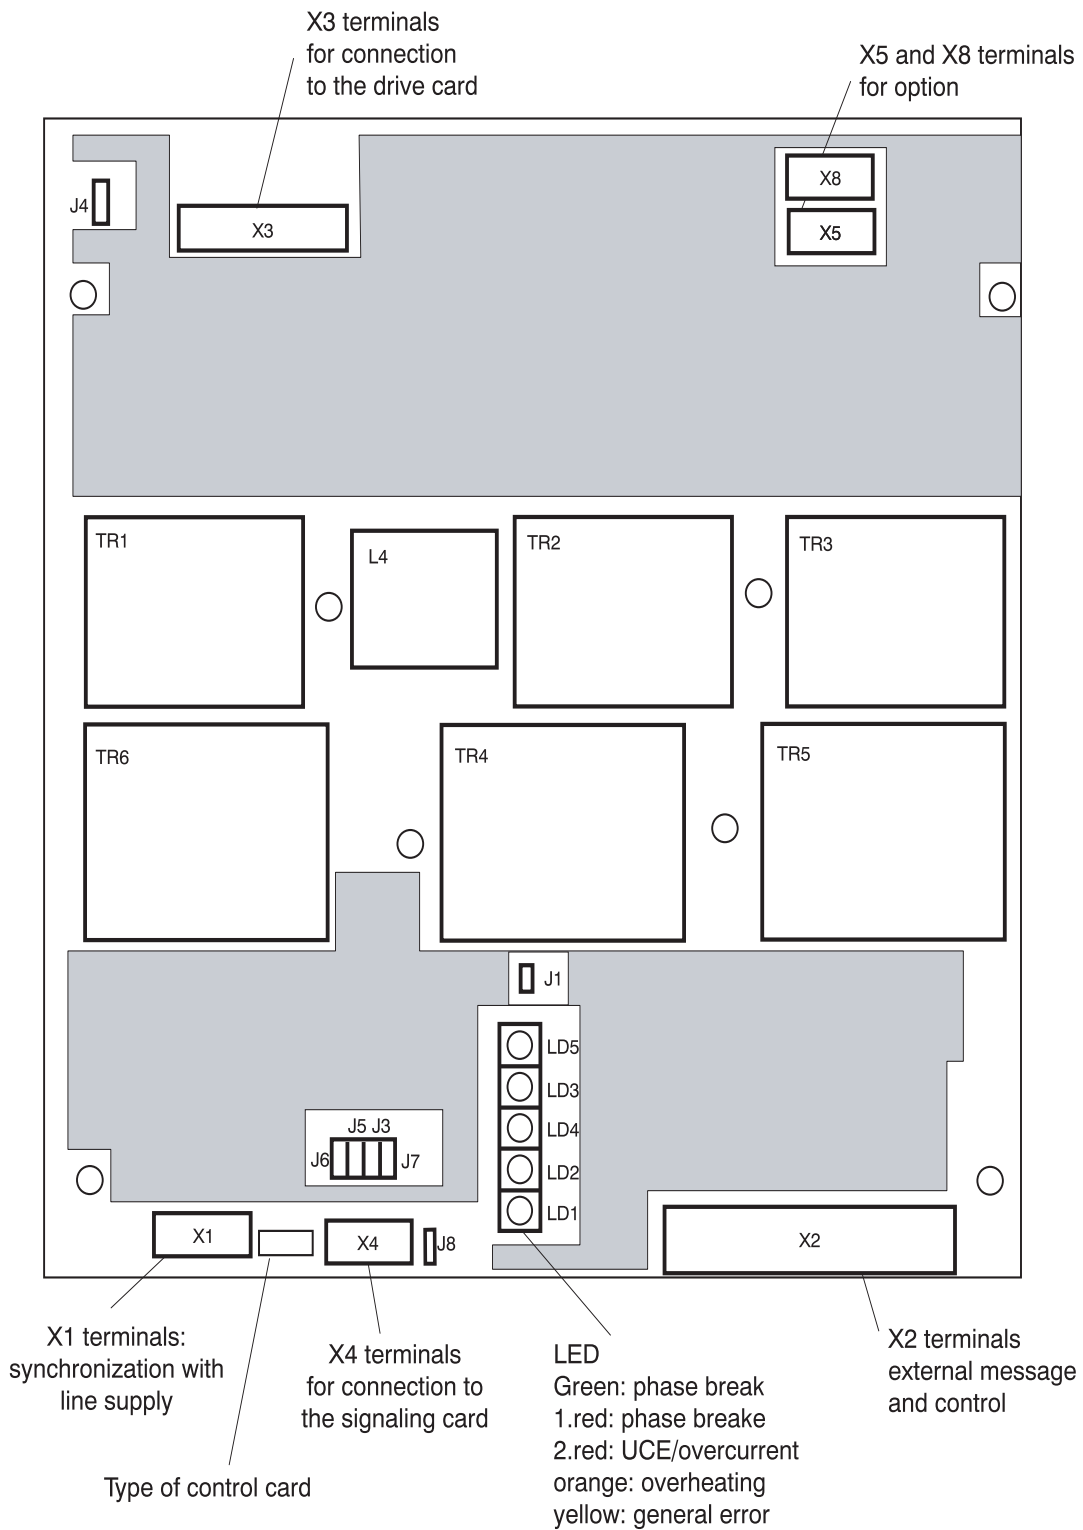 X3 terminals
for connection
to the drive card
X5 and X8 terminals
for option
J4
X3
X8
X5
TR1
L4
TR2
TR3
TR6
TR4
TR5
J1
LD5
LD3
LD4
LD2
LD1
J5 J3
J6
J7
X1
X4
J8
X2
X1 terminals:
synchronization with
line supply
Type of control card
X4 terminals
for connection to
the signaling card
LED
Green: phase break
1.red: phase breake
2.red: UCE/overcurrent
orange: overheating
yellow: general error
X2 terminals
external message
and control